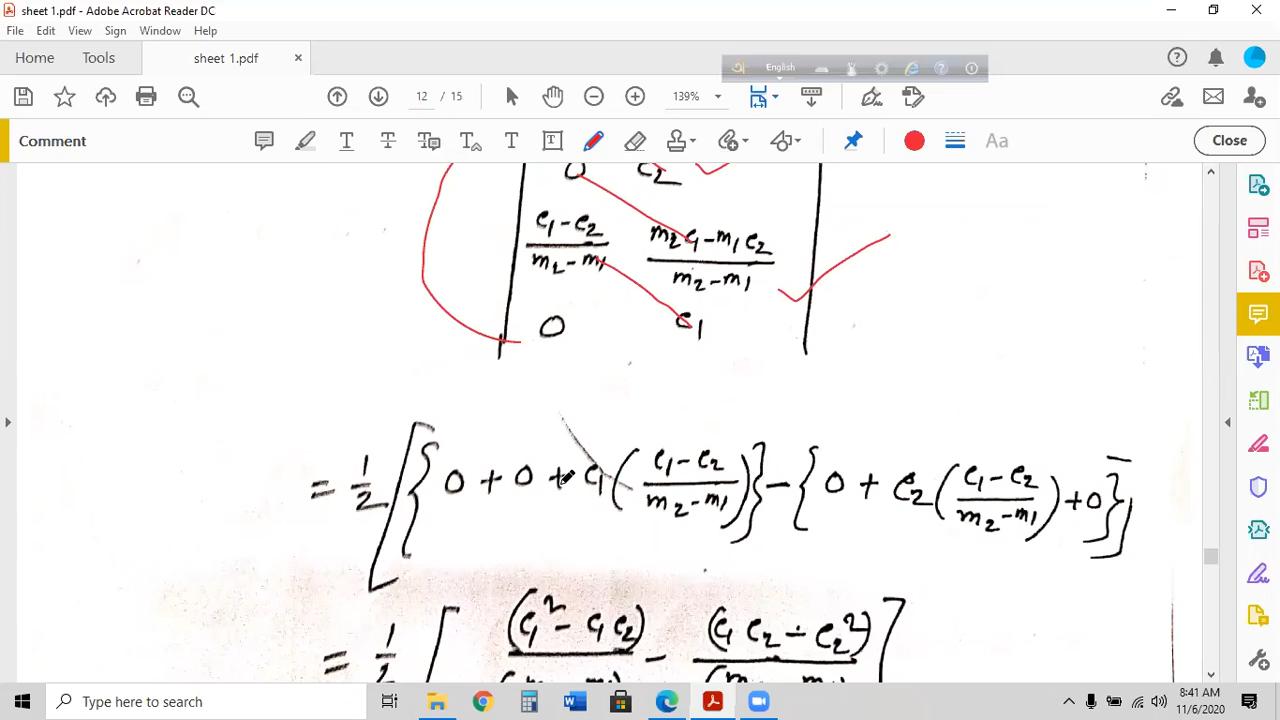 sheet 1.pdf - Adobe Acrobat Reader DC
File Edit View Sign Window Help
Home Tools sheet 1.pdf ×
অ English
12 / 15 139%
Comment Aa Close
0 c₂
(c₁ - c₂)/(m₂ - m₁) (m₂c₁ - m₁c₂)/(m₂ - m₁)
0 c₁
= 1/2 [{0 + 0 + c₁((c₁ - c₂)/(m₂ - m₁))} - {0 + c₂((c₁ - c₂)/(m₂ - m₁)) + 0}]
= 1/2 [(c₁² - c₁c₂) - (c₁c₂ - c₂²)]
Type here to search
8:41 AM
11/6/2020